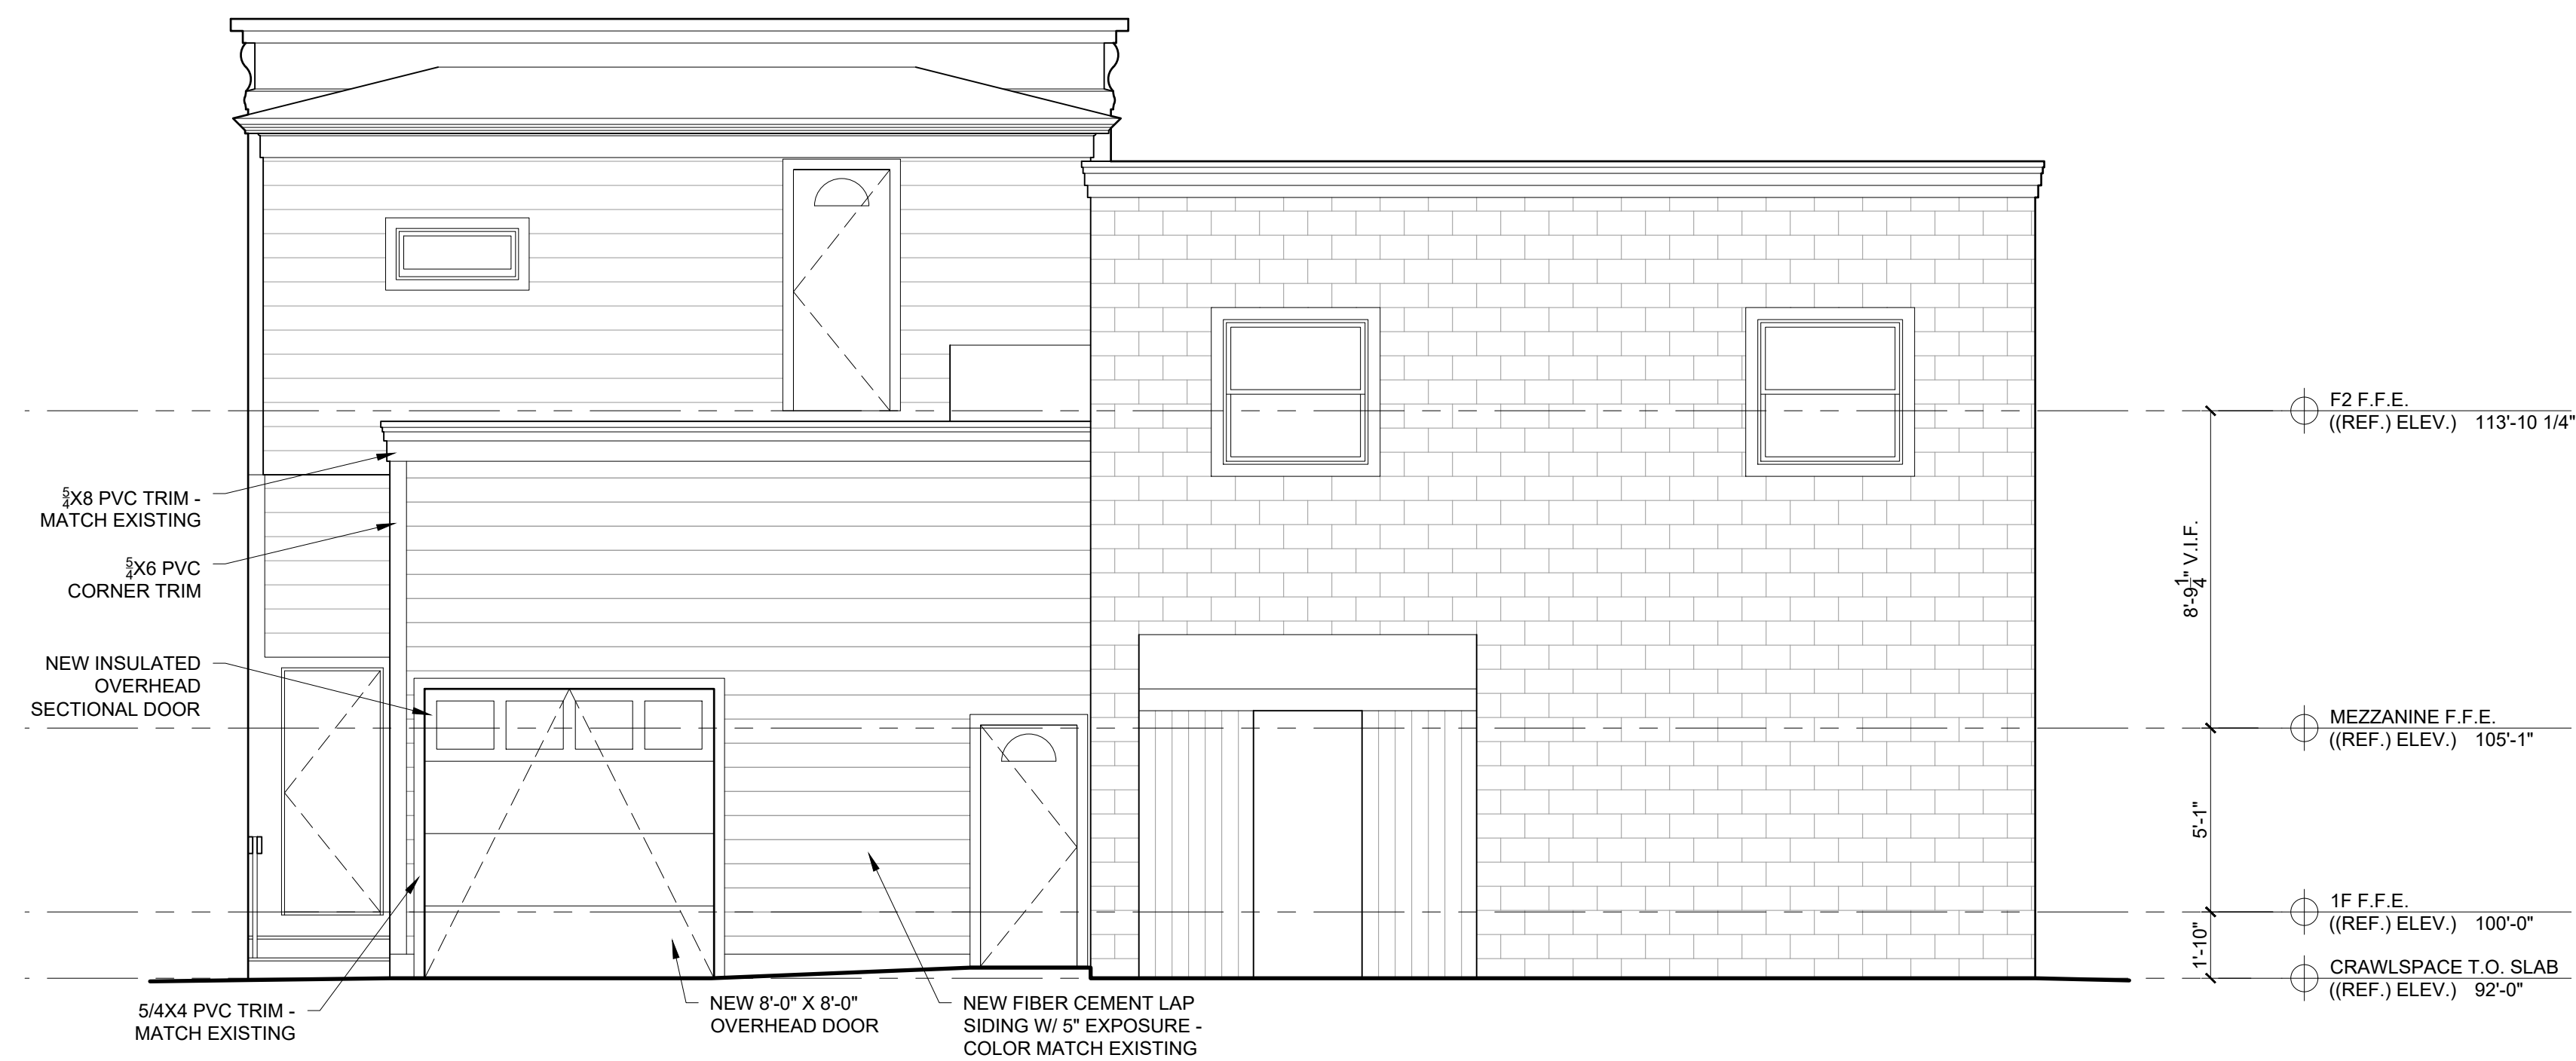 F2 F.F.E.
((REF.) ELEV.) 113'-10 1/4"
5/4X8 PVC TRIM -
MATCH EXISTING
5/4X6 PVC
CORNER TRIM
8'-9 1/4" V.I.F.
NEW INSULATED
OVERHEAD
SECTIONAL DOOR
MEZZANINE F.F.E.
((REF.) ELEV.) 105'-1"
5'-1"
1F F.F.E.
((REF.) ELEV.) 100'-0"
1'-10"
CRAWLSPACE T.O. SLAB
((REF.) ELEV.) 92'-0"
5/4X4 PVC TRIM -
MATCH EXISTING
NEW 8'-0" X 8'-0"
OVERHEAD DOOR
NEW FIBER CEMENT LAP
SIDING W/ 5" EXPOSURE -
COLOR MATCH EXISTING